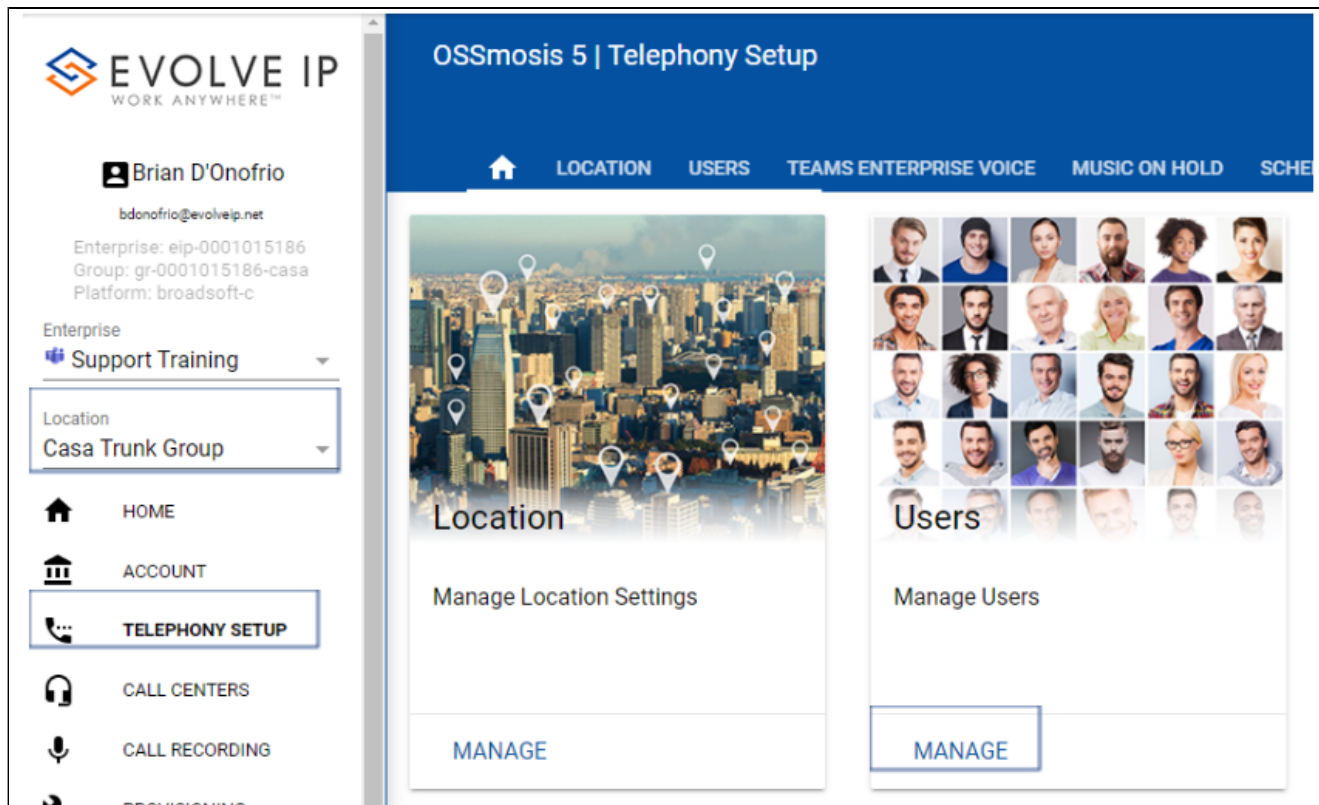 EVOLVE IP
WORK ANYWHERE™
Brian D'Onofrio
bdonofrio@evolveip.net
Enterprise: eip-0001015186
Group: gr-0001015186-casa
Platform: broadsoft-c
Enterprise
Support Training
Location
Casa Trunk Group
HOME
ACCOUNT
TELEPHONY SETUP
CALL CENTERS
CALL RECORDING
PROVISIONING
OSSmosis 5 | Telephony Setup
LOCATION USERS TEAMS ENTERPRISE VOICE MUSIC ON HOLD SCHE
Location
Manage Location Settings
MANAGE
Users
Manage Users
MANAGE